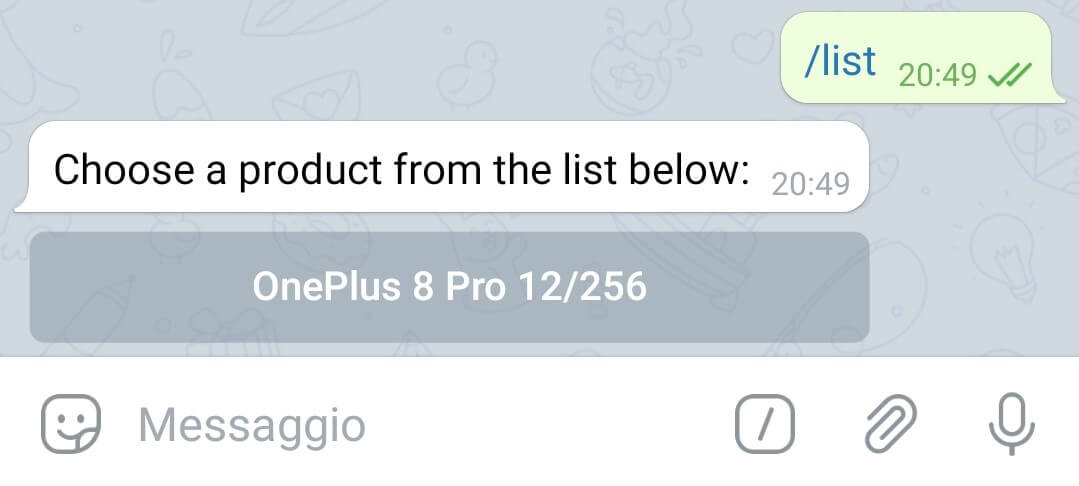 /list 20:49
Choose a product from the list below: 20:49
OnePlus 8 Pro 12/256
Messaggio